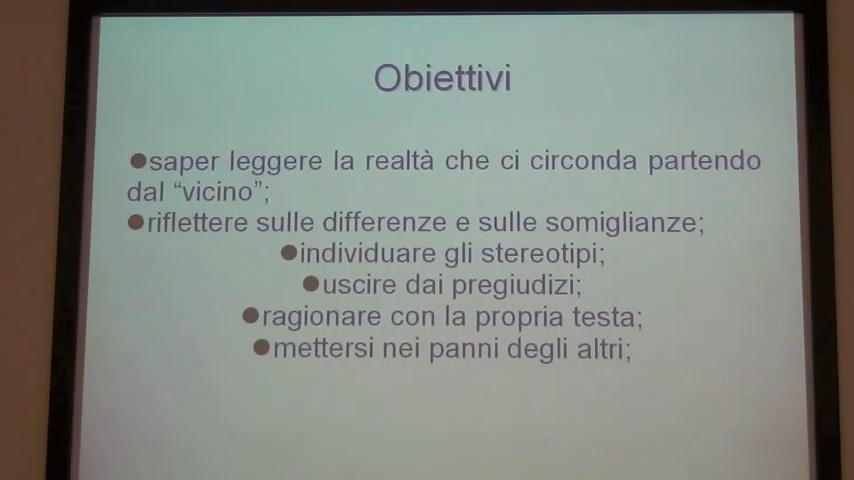 Obiettivi
●saper leggere la realtà che ci circonda partendo
dal “vicino”;
●riflettere sulle differenze e sulle somiglianze;
●individuare gli stereotipi;
●uscire dai pregiudizi;
●ragionare con la propria testa;
●mettersi nei panni degli altri;